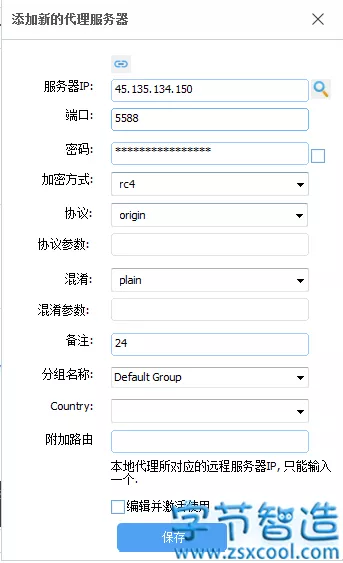 添加新的代理服务器
服务器IP: 45.135.134.150
端口: 5588
密码: ****************
加密方式: rc4
协议: origin
协议参数:
混淆: plain
混淆参数:
备注: 24
分组名称: Default Group
Country:
附加路由
本地代理所对应的远程服务器IP,只能输入
一个.
编辑并激活使用
保存
字节智造
www.zsxcool.com